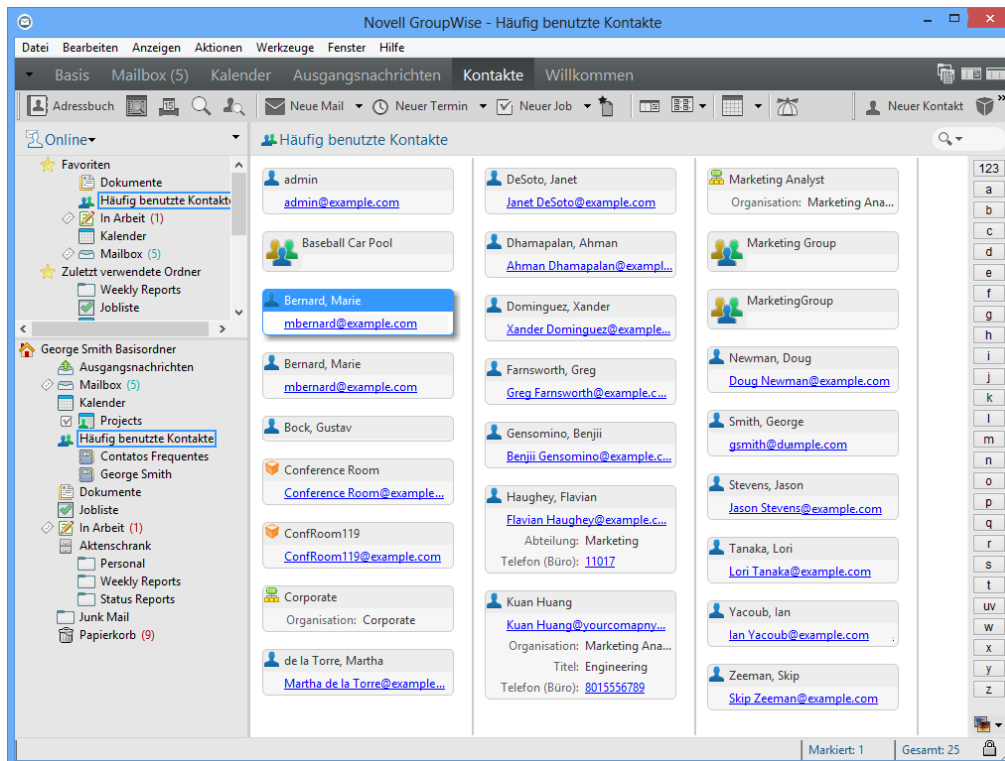 Novell GroupWise - Häufig benutzte Kontakte
Datei Bearbeiten Anzeigen Aktionen Werkzeuge Fenster Hilfe
Basis Mailbox (5) Kalender Ausgangsnachrichten Kontakte Willkommen
Adressbuch 15 Neue Mail Neuer Termin Neuer Job Neuer Kontakt »
Online
Favoriten
Dokumente
Häufig benutzte Kontakt
In Arbeit (1)
Kalender
Mailbox (5)
Zuletzt verwendete Ordner
Weekly Reports
Jobliste
George Smith Basisordner
Ausgangsnachrichten
Mailbox (5)
Kalender
Projects
Häufig benutzte Kontakte
Contatos Frequentes
George Smith
Dokumente
Jobliste
In Arbeit (1)
Aktenschrank
Personal
Weekly Reports
Status Reports
Junk Mail
Papierkorb (9)
Häufig benutzte Kontakte
admin
admin@example.com
Baseball Car Pool
Bernard, Marie
mbernard@example.com
Bernard, Marie
mbernard@example.com
Bock, Gustav
Conference Room
Conference Room@example...
ConfRoom119
ConfRoom119@example.com
Corporate
Organisation: Corporate
de la Torre, Martha
Martha de la Torre@example...
DeSoto, Janet
Janet DeSoto@example.com
Dhamapalan, Ahman
Ahman Dhamapalan@exampl...
Dominguez, Xander
Xander Dominguez@example...
Farnsworth, Greg
Greg Farnsworth@example.c...
Gensomino, Benjii
Benjii Gensomino@example.c...
Haughey, Flavian
Flavian Haughey@example.c...
Abteilung: Marketing
Telefon (Büro): 11017
Kuan Huang
Kuan Huang@yourcomapny...
Organisation: Marketing Ana...
Titel: Engineering
Telefon (Büro): 8015556789
Marketing Analyst
Organisation: Marketing Ana...
Marketing Group
MarketingGroup
Newman, Doug
Doug Newman@example.com
Smith, George
gsmith@example.com
Stevens, Jason
Jason Stevens@example.com
Tanaka, Lori
Lori Tanaka@example.com
Yacoub, Ian
Ian Yacoub@example.com
Zeeman, Skip
Skip Zeeman@example.com
123
a
b
c
d
e
f
g
h
i
j
k
l
m
n
o
p
q
r
s
t
uv
w
x
y
z
Markiert: 1 Gesamt: 25